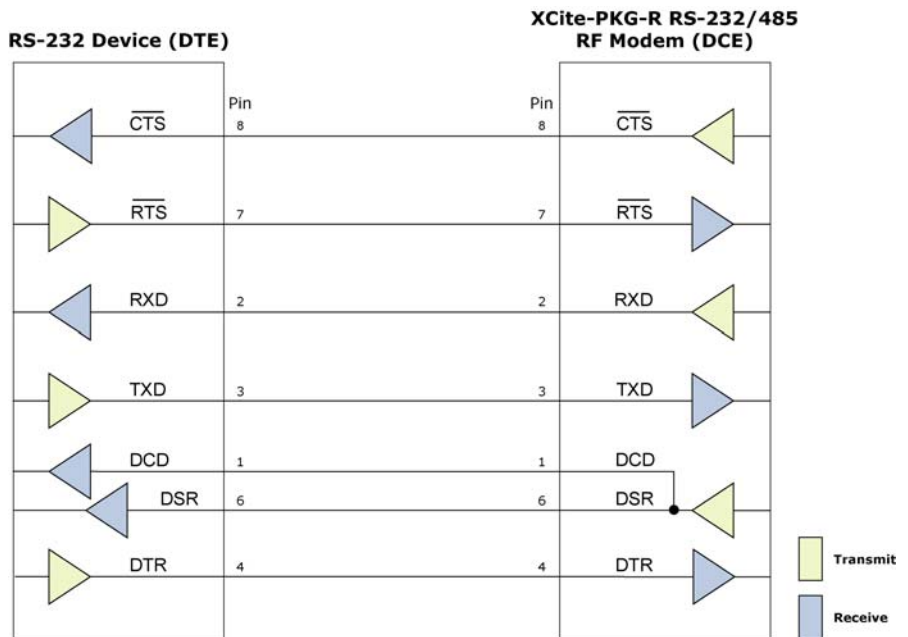 XCite-PKG-R RS-232/485
RS-232 Device (DTE) RF Modem (DCE)
Pin Pin
CTS 8 8 CTS
RTS 7 7 RTS
RXD 2 2 RXD
TXD 3 3 TXD
DCD 1 1 DCD
DSR 6 6 DSR
DTR 4 4 DTR
Transmit
Receive